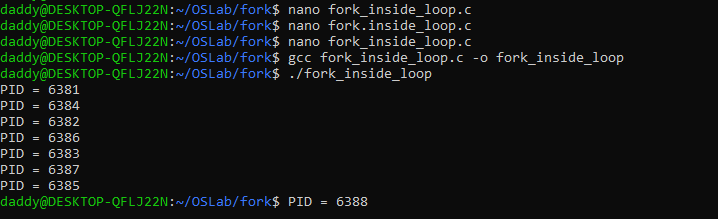 daddy@DESKTOP-QFLJ22N:~/OSLab/fork$ nano fork_inside_loop.c
daddy@DESKTOP-QFLJ22N:~/OSLab/fork$ nano fork.inside_loop.c
daddy@DESKTOP-QFLJ22N:~/OSLab/fork$ nano fork_inside_loop.c
daddy@DESKTOP-QFLJ22N:~/OSLab/fork$ gcc fork_inside_loop.c -o fork_inside_loop
daddy@DESKTOP-QFLJ22N:~/OSLab/fork$ ./fork_inside_loop
PID = 6381
PID = 6384
PID = 6382
PID = 6386
PID = 6383
PID = 6387
PID = 6385
daddy@DESKTOP-QFLJ22N:~/OSLab/fork$ PID = 6388